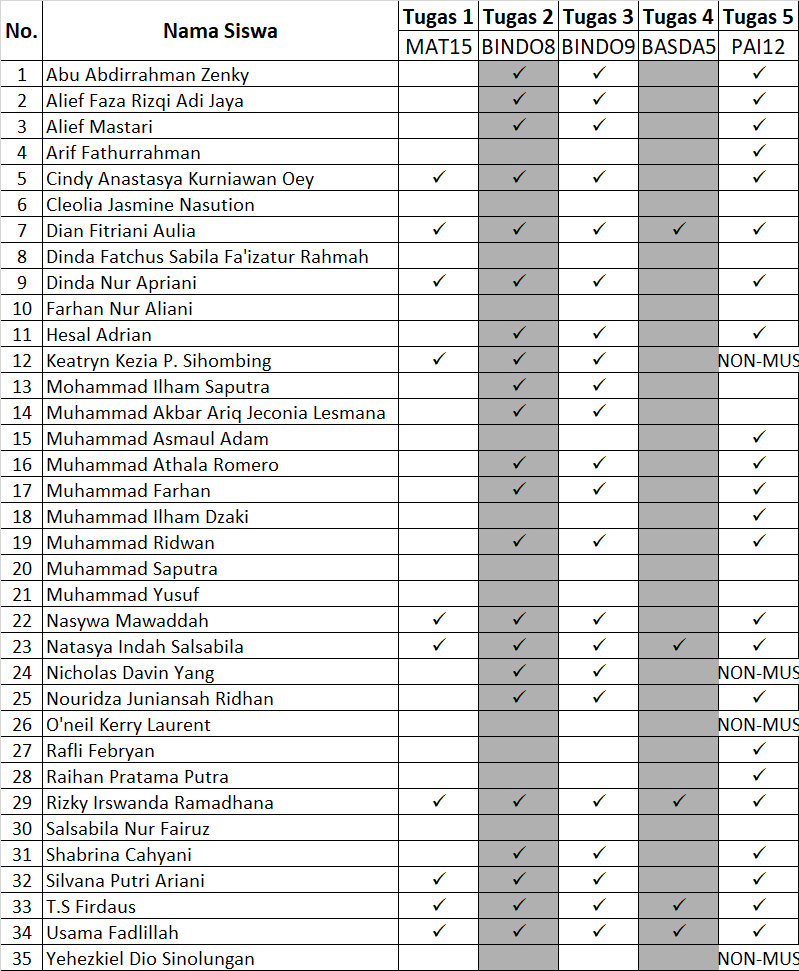 No. Nama Siswa Tugas 1 Tugas 2 Tugas 3 Tugas 4 Tugas 5
MAT15 BINDO8 BINDO9 BASDA5 PAI12
1 Abu Abdirrahman Zenky ✓ ✓ ✓
2 Alief Faza Rizqi Adi Jaya ✓ ✓ ✓
3 Alief Mastari ✓ ✓ ✓
4 Arif Fathurrahman ✓
5 Cindy Anastasya Kurniawan Oey ✓ ✓ ✓ ✓
6 Cleolia Jasmine Nasution
7 Dian Fitriani Aulia ✓ ✓ ✓ ✓ ✓
8 Dinda Fatchus Sabila Fa'izatur Rahmah
9 Dinda Nur Apriani ✓ ✓ ✓ ✓
10 Farhan Nur Aliani
11 Hesal Adrian ✓ ✓ ✓
12 Keatryn Kezia P. Sihombing ✓ ✓ ✓ NON-MUS
13 Mohammad Ilham Saputra ✓ ✓
14 Muhammad Akbar Ariq Jeconia Lesmana ✓ ✓
15 Muhammad Asmaul Adam ✓
16 Muhammad Athala Romero ✓ ✓ ✓
17 Muhammad Farhan ✓ ✓ ✓
18 Muhammad Ilham Dzaki ✓
19 Muhammad Ridwan ✓ ✓ ✓
20 Muhammad Saputra
21 Muhammad Yusuf
22 Nasywa Mawaddah ✓ ✓ ✓ ✓
23 Natasya Indah Salsabila ✓ ✓ ✓ ✓ ✓
24 Nicholas Davin Yang ✓ ✓ NON-MUS
25 Nouridza Juniansah Ridhan ✓ ✓ ✓
26 O'neil Kerry Laurent NON-MUS
27 Rafli Febryan ✓
28 Raihan Pratama Putra ✓
29 Rizky Irswanda Ramadhana ✓ ✓ ✓ ✓ ✓
30 Salsabila Nur Fairuz
31 Shabrina Cahyani ✓ ✓ ✓
32 Silvana Putri Ariani ✓ ✓ ✓ ✓
33 T.S Firdaus ✓ ✓ ✓ ✓ ✓
34 Usama Fadlillah ✓ ✓ ✓ ✓ ✓
35 Yehezkiel Dio Sinolungan NON-MUS